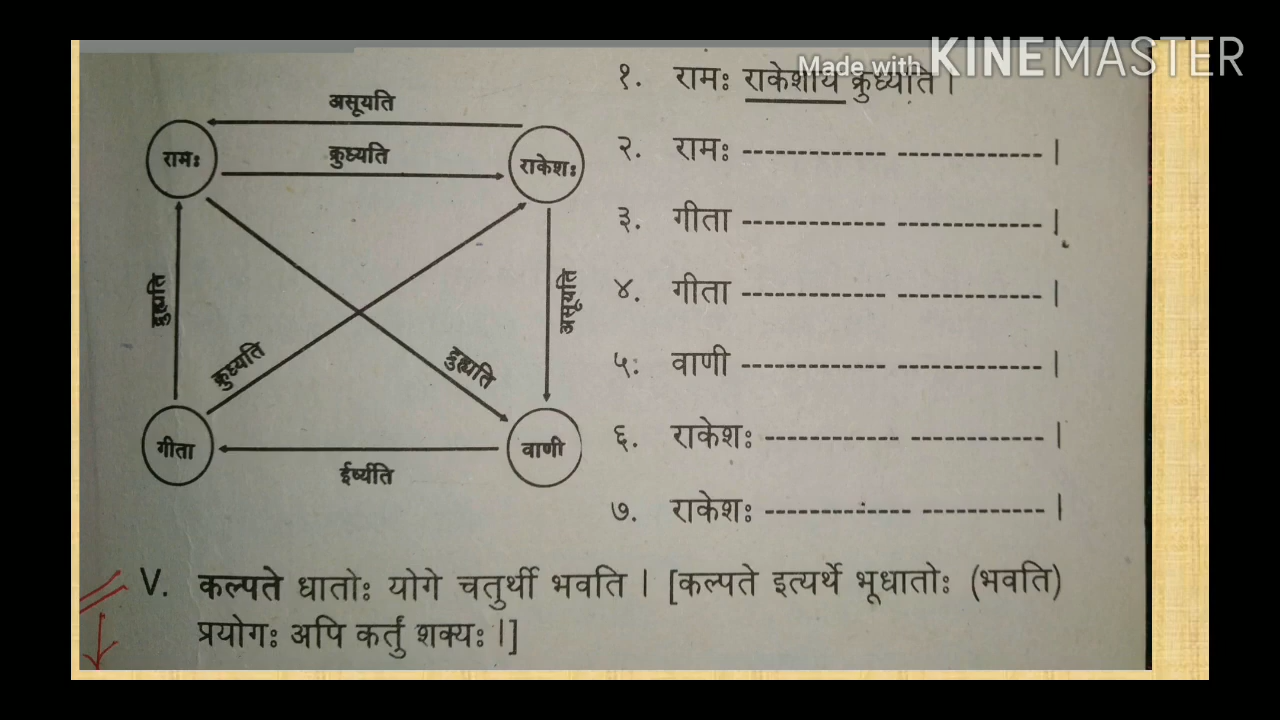 Made with KINEMASTER
असूयति
रामः
क्रुध्यति
राकेशः
द्रुह्यति
असूयति
क्रुध्यति
द्रुह्यति
गीता
वाणी
ईर्ष्यति
१. रामः राकेशाय क्रुध्यति ।
२. रामः ------------- ------------- ।
३. गीता ------------- ------------- ।
४. गीता ------------- ------------- ।
५. वाणी ------------- ------------- ।
६. राकेशः ------------ ------------ ।
७. राकेशः ------------- ----------- ।
V. कल्पते धातोः योगे चतुर्थी भवति । [कल्पते इत्यर्थे भूधातोः (भवति)
प्रयोगः अपि कर्तुं शक्यः ।]